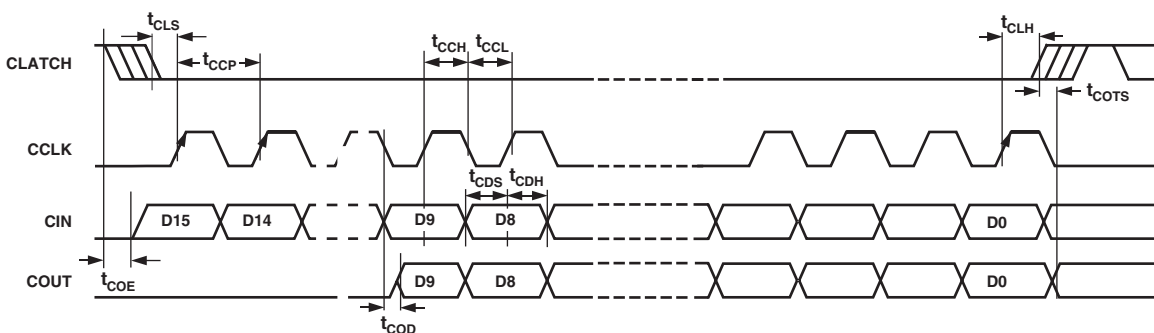 tCLS
tCCH tCCL
tCLH
CLATCH
tCCP
tCOTS
CCLK
tCDS tCDH
CIN D15 D14 D9 D8 D0
COUT D9 D8 D0
tCOE
tCOD